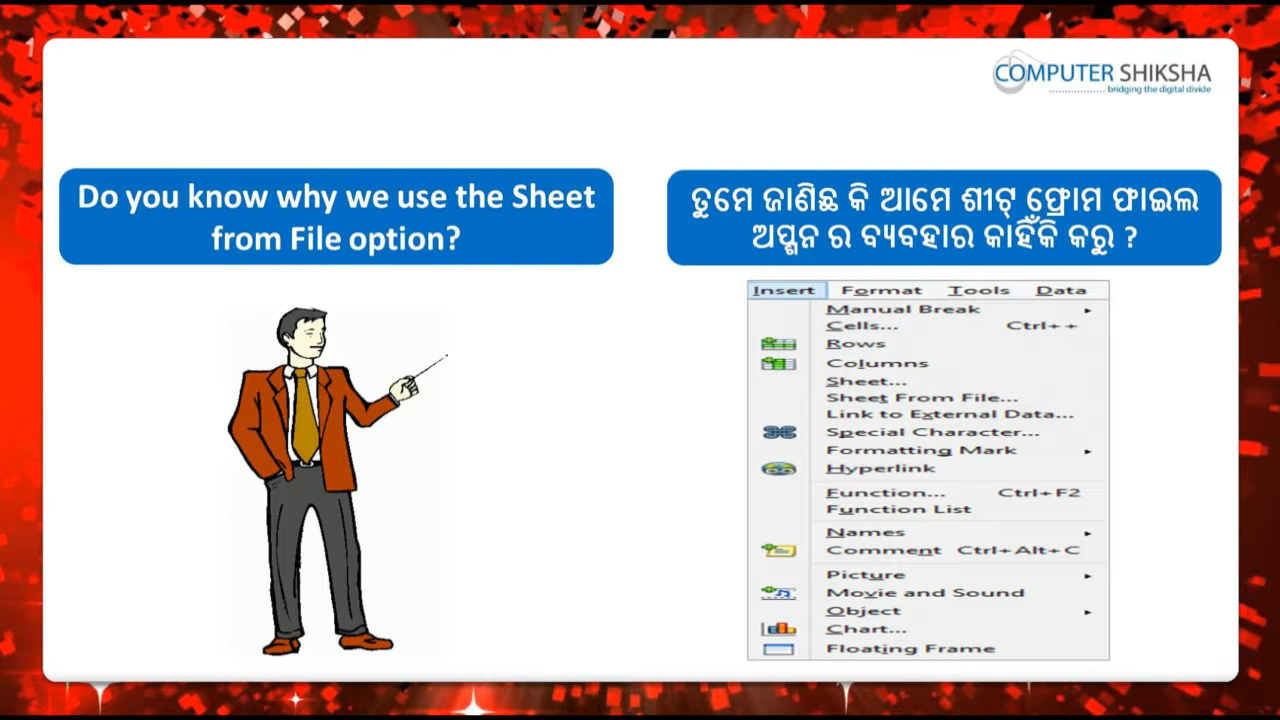 COMPUTER SHIKSHA
bridging the digital divide
Do you know why we use the Sheet
from File option?
ତୁମେ ଜାଣିଛ କି ଆମେ ଶୀଟ୍ ଫ୍ରୋମ ଫାଇଲ
ଅପ୍ଶନ ର ବ୍ୟବହାର କାହିଁକି କରୁ ?
Insert Format Tools Data
Manual Break
Cells... Ctrl++
Rows
Columns
Sheet...
Sheet From File...
Link to External Data...
Special Character...
Formatting Mark
Hyperlink
Function... Ctrl+F2
Function List
Names
Comment Ctrl+Alt+C
Picture
Movie and Sound
Object
Chart...
Floating Frame